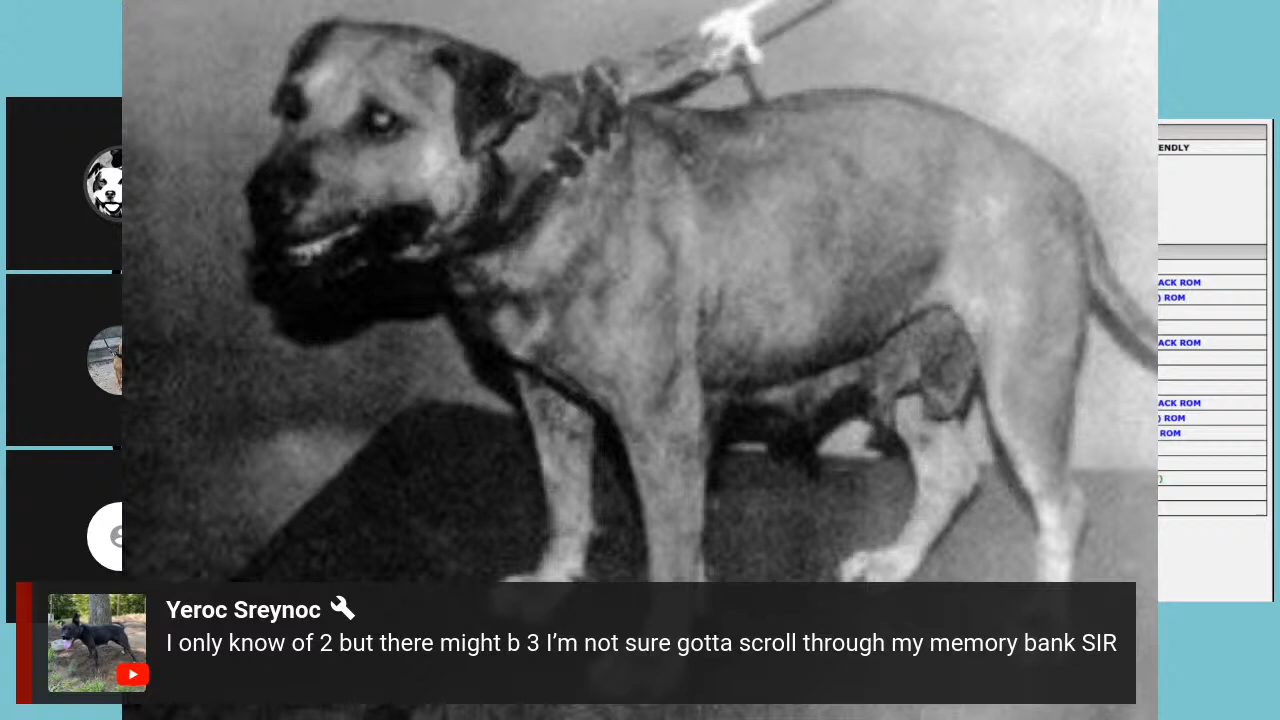 ENDLY
ACK ROM
) ROM
ACK ROM
ACK ROM
) ROM
ROM
)
Yeroc Sreynoc
I only know of 2 but there might b 3 I’m not sure gotta scroll through my memory bank SIR